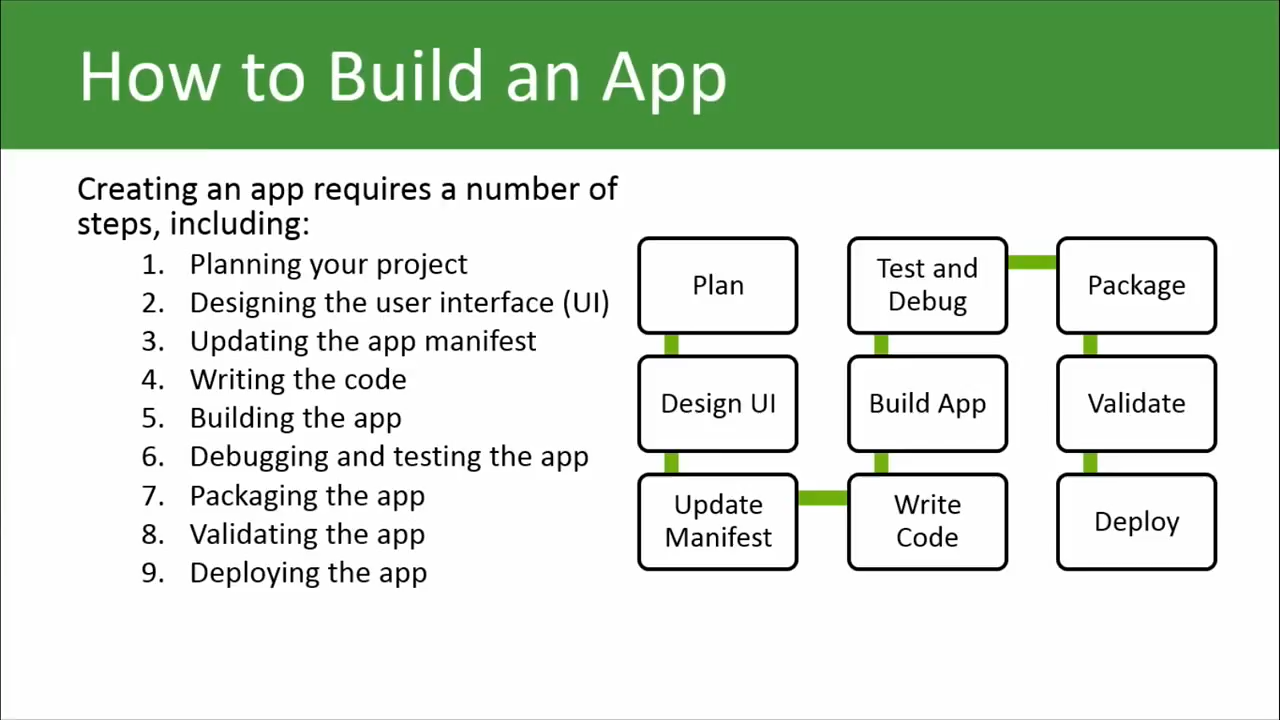 How to Build an App
Creating an app requires a number of
steps, including:
1. Planning your project
2. Designing the user interface (UI)
3. Updating the app manifest
4. Writing the code
5. Building the app
6. Debugging and testing the app
7. Packaging the app
8. Validating the app
9. Deploying the app
Plan
Design UI
Update
Manifest
Write
Code
Build App
Test and
Debug
Package
Validate
Deploy